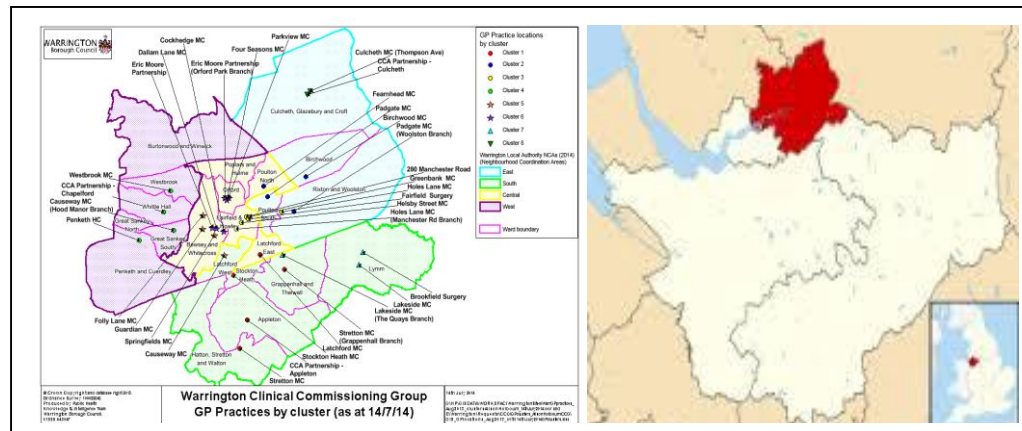 WARRINGTON
Borough Council
Cockhedge MC
Dallam Lane MC
Eric Moore
Partnership
Parkview MC
Four Seasons MC
Eric Moore Partnership
(Orford Park Branch)
Culcheth MC (Thompson Ave)
CCA Partnership -
Culcheth
Fearnhead MC
Padgate MC
Birchwood MC
Padgate MC
(Woolston Branch)
280 Manchester Road
Greenbank MC
Holes Lane MC
Fairfield Surgery
Helsby Street MC
Holes Lane MC
(Manchester Rd Branch)
Westbrook MC
CCA Partnership -
Chapelford
Causeway MC
(Hood Manor Branch)
Penketh HC
Folly Lane MC
Guardian MC
Springfields MC
Causeway MC
Brookfield Surgery
Lakeside MC
Lakeside MC
(The Quays Branch)
Stretton MC
(Grappenhall Branch)
Latchford MC
Stockton Heath MC
CCA Partnership -
Appleton
Stretton MC
Culcheth, Glazebury and Croft
Burtonwood and Winwick
Birchwood
Poulton
North
Rixton and Woolston
Orford
Westbrook
Whittle Hall
Great Sankey
North
Great Sankey
South
Penketh and Cuerdley
Bewsey and
Whitecross
Latchford
East
Latchford
West
Stockton
Heath
Grappenhall and
Thelwall
Lymm
Appleton
Hatton, Stretton
and Walton
GP Practice locations
by cluster
Cluster 1
Cluster 2
Cluster 3
Cluster 4
Cluster 5
Cluster 6
Cluster 7
Cluster 8
Warrington Local Authority NCAs (2014)
(Neighbourhood Coordination Areas)
East
South
Central
West
Ward boundary
Warrington Clinical Commissioning Group
GP Practices by cluster (as at 14/7/14)